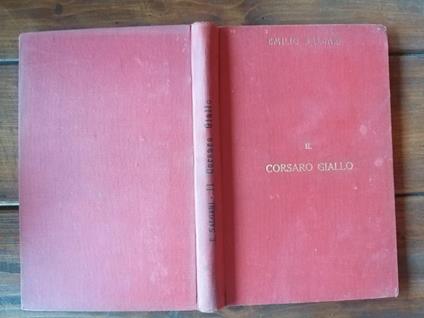 EMILIO SALGARI
IL
CORSARO GIALLO
E. SALGARI - Il Corsaro Giallo